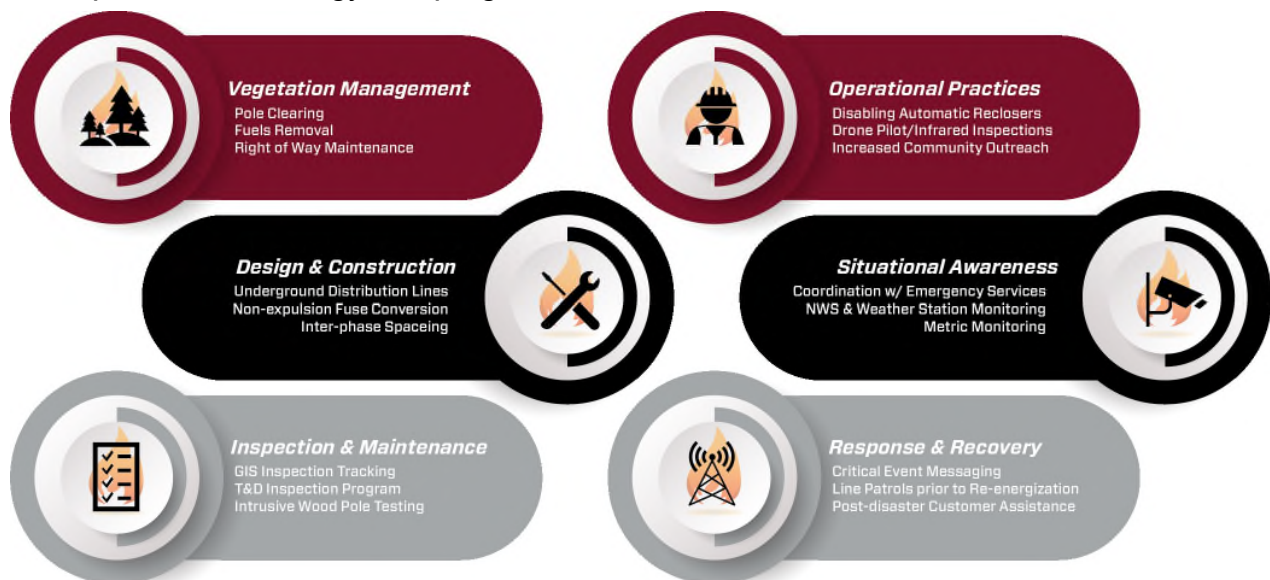 Vegetation Management
Pole Clearing
Fuels Removal
Right of Way Maintenance
Operational Practices
Disabling Automatic Reclosers
Drone Pilot/Infrared Inspections
Increased Community Outreach
Design & Construction
Underground Distribution Lines
Non-expulsion Fuse Conversion
Inter-phase Spaceing
Situational Awareness
Coordination w/ Emergency Services
NWS & Weather Station Monitoring
Metric Monitoring
Inspection & Maintenance
GIS Inspection Tracking
T&D Inspection Program
Intrusive Wood Pole Testing
Response & Recovery
Critical Event Messaging
Line Patrols prior to Re-energization
Post-disaster Customer Assistance